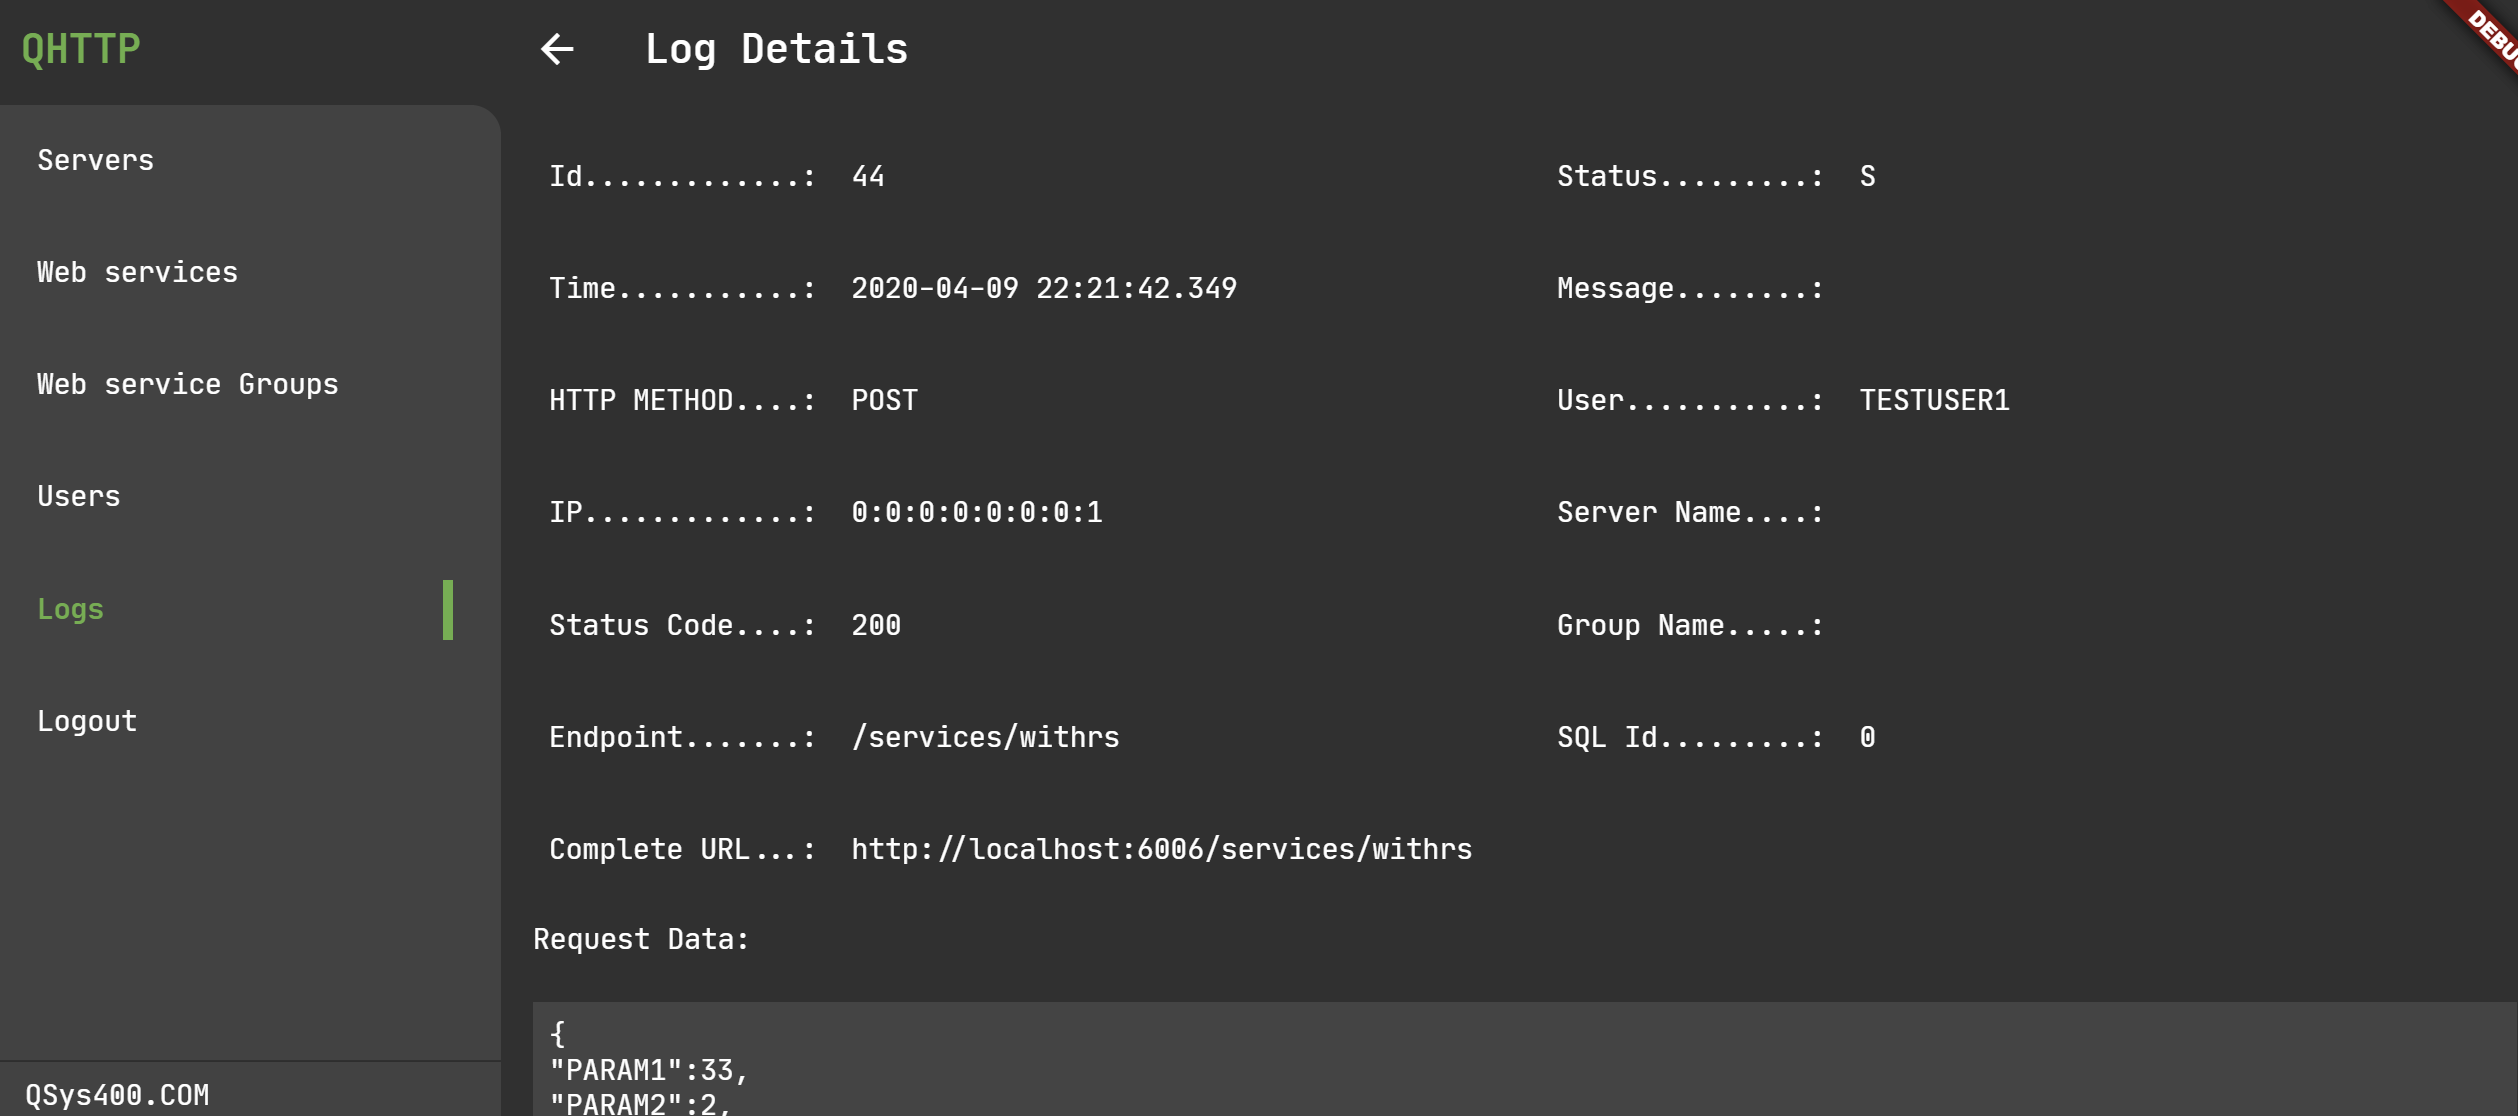 QHTTP
Servers
Web services
Web service Groups
Users
Logs
Logout
QSys400.COM
Log Details
Id.............: 44
Status.........: S
Time...........: 2020-04-09 22:21:42.349
Message........:
HTTP METHOD....: POST
User...........: TESTUSER1
IP.............: 0:0:0:0:0:0:0:1
Server Name....:
Status Code....: 200
Group Name.....:
Endpoint.......: /services/withrs
SQL Id.........: 0
Complete URL...: http://localhost:6006/services/withrs
Request Data:
{
"PARAM1":33,
"PARAM2":2,